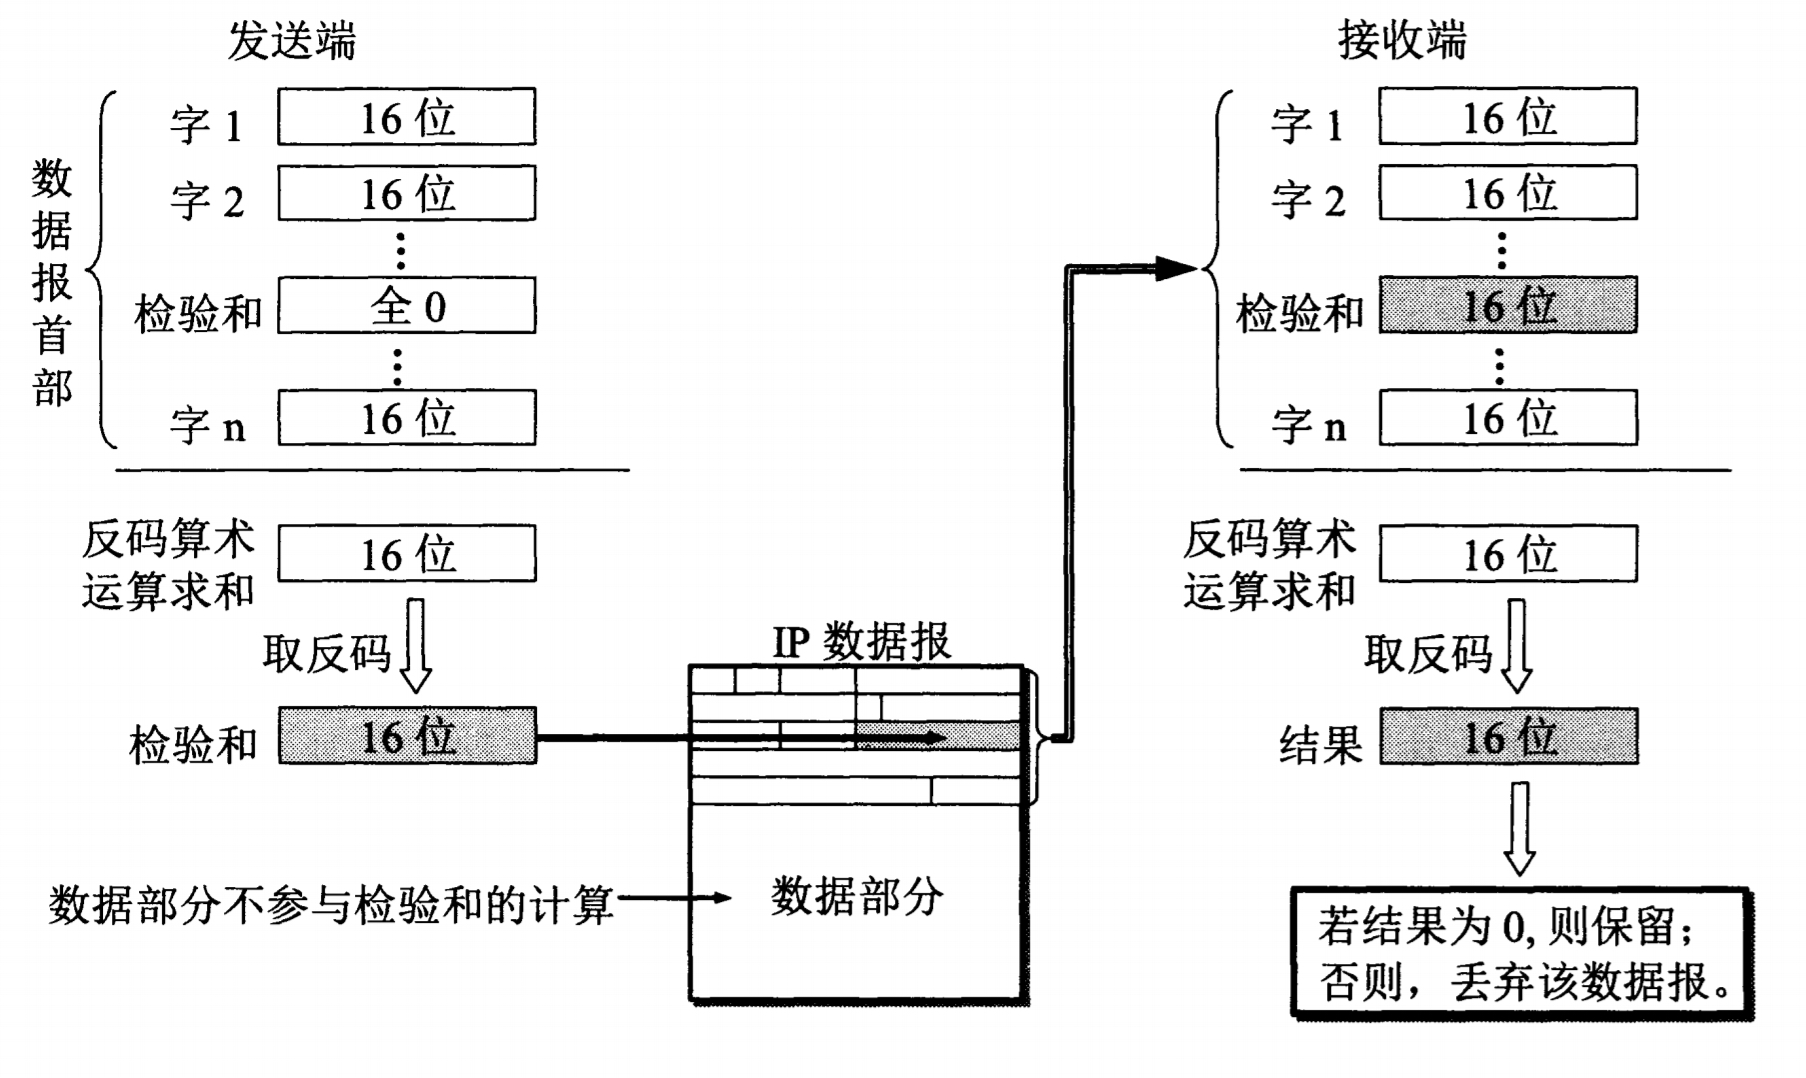 发送端
数据报首部
字 1
16 位
字 2
16 位
检验和
全 0
字 n
16 位
反码算术
运算求和
16 位
取反码
检验和
16 位
IP 数据报
数据部分不参与检验和的计算
数据部分
接收端
字 1
16 位
字 2
16 位
检验和
16 位
字 n
16 位
反码算术
运算求和
16 位
取反码
结果
16 位
若结果为 0, 则保留；
否则，丢弃该数据报。